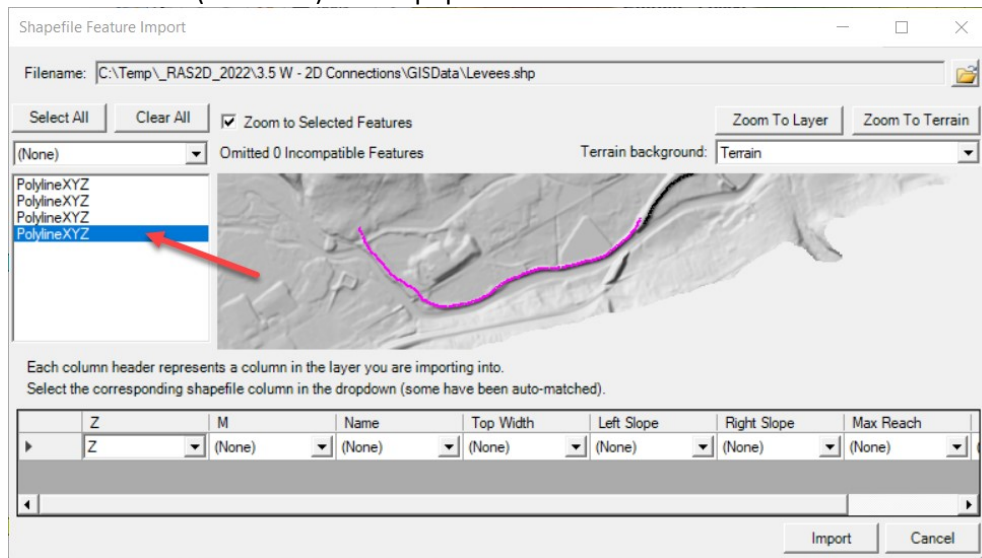 Shapefile Feature Import
Filename: C:\Temp\_RAS2D_2022\3.5 W - 2D Connections\GISData\Levees.shp
Select All Clear All Zoom to Selected Features Zoom To Layer Zoom To Terrain
(None) Omitted 0 Incompatible Features Terrain background: Terrain
PolylineXYZ
PolylineXYZ
PolylineXYZ
PolylineXYZ
Each column header represents a column in the layer you are importing into.
Select the corresponding shapefile column in the dropdown (some have been auto-matched).
Z M Name Top Width Left Slope Right Slope Max Reach
Z (None) (None) (None) (None) (None) (None)
Import Cancel